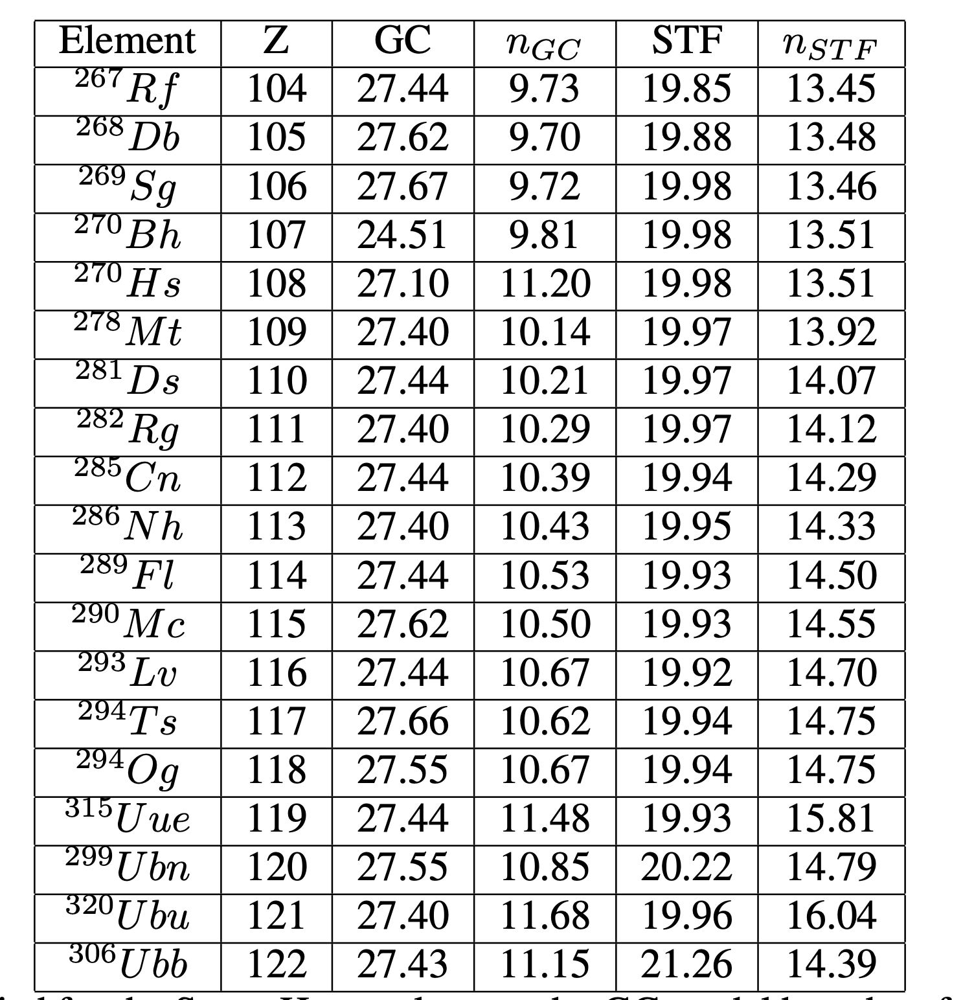 Element Z GC n_{GC} STF n_{STF}
^{267}Rf 104 27.44 9.73 19.85 13.45
^{268}Db 105 27.62 9.70 19.88 13.48
^{269}Sg 106 27.67 9.72 19.98 13.46
^{270}Bh 107 24.51 9.81 19.98 13.51
^{270}Hs 108 27.10 11.20 19.98 13.51
^{278}Mt 109 27.40 10.14 19.97 13.92
^{281}Ds 110 27.44 10.21 19.97 14.07
^{282}Rg 111 27.40 10.29 19.97 14.12
^{285}Cn 112 27.44 10.39 19.94 14.29
^{286}Nh 113 27.40 10.43 19.95 14.33
^{289}Fl 114 27.44 10.53 19.93 14.50
^{290}Mc 115 27.62 10.50 19.93 14.55
^{293}Lv 116 27.44 10.67 19.92 14.70
^{294}Ts 117 27.66 10.62 19.94 14.75
^{294}Og 118 27.55 10.67 19.94 14.75
^{315}Uue 119 27.44 11.48 19.93 15.81
^{299}Ubn 120 27.55 10.85 20.22 14.79
^{320}Ubu 121 27.40 11.68 19.96 16.04
^{306}Ubb 122 27.43 11.15 21.26 14.39